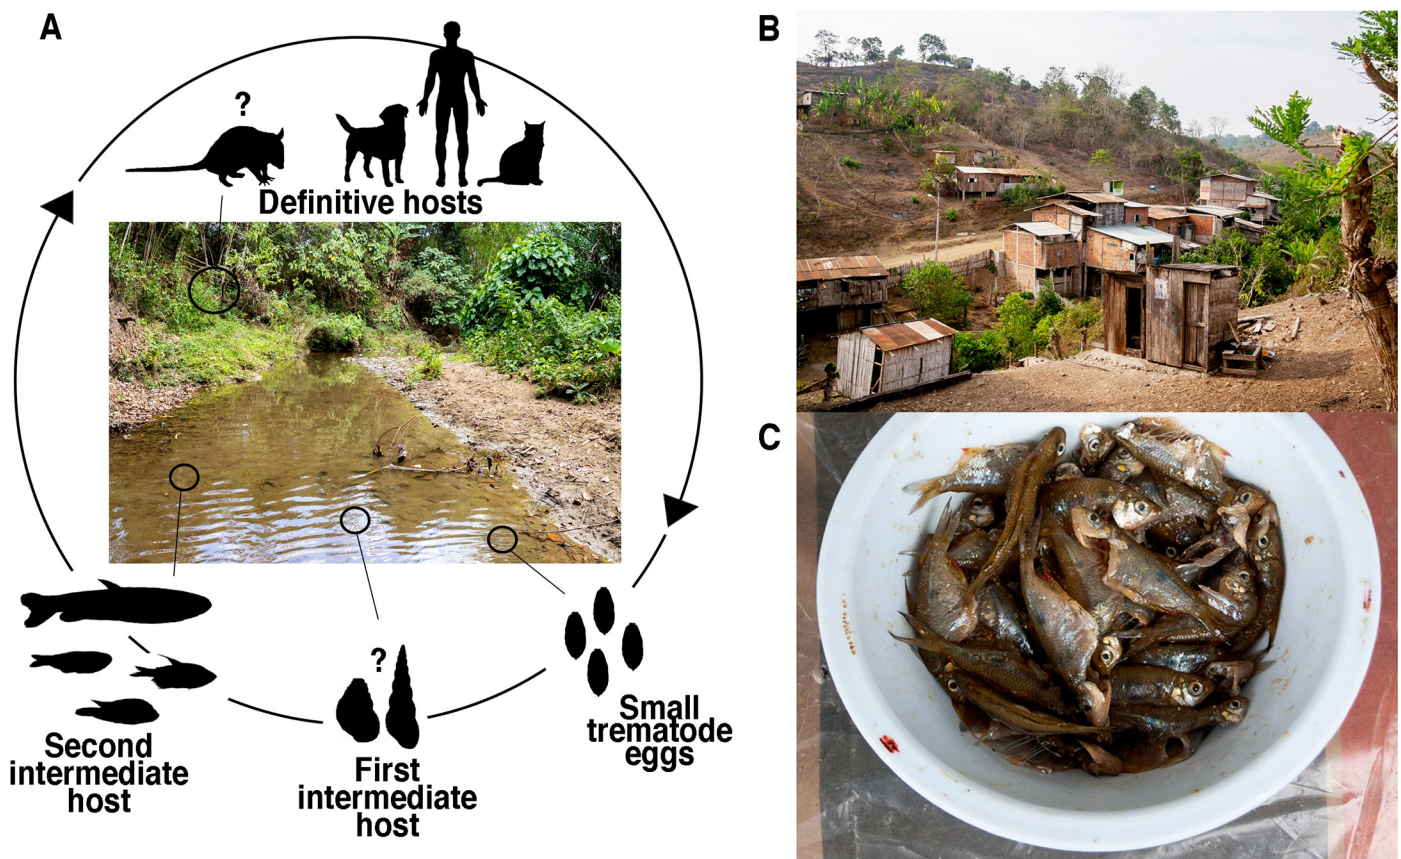 A
?
Definitive hosts
B
C
?
Small
trematode
eggs
First
intermediate
host
Second
intermediate
host